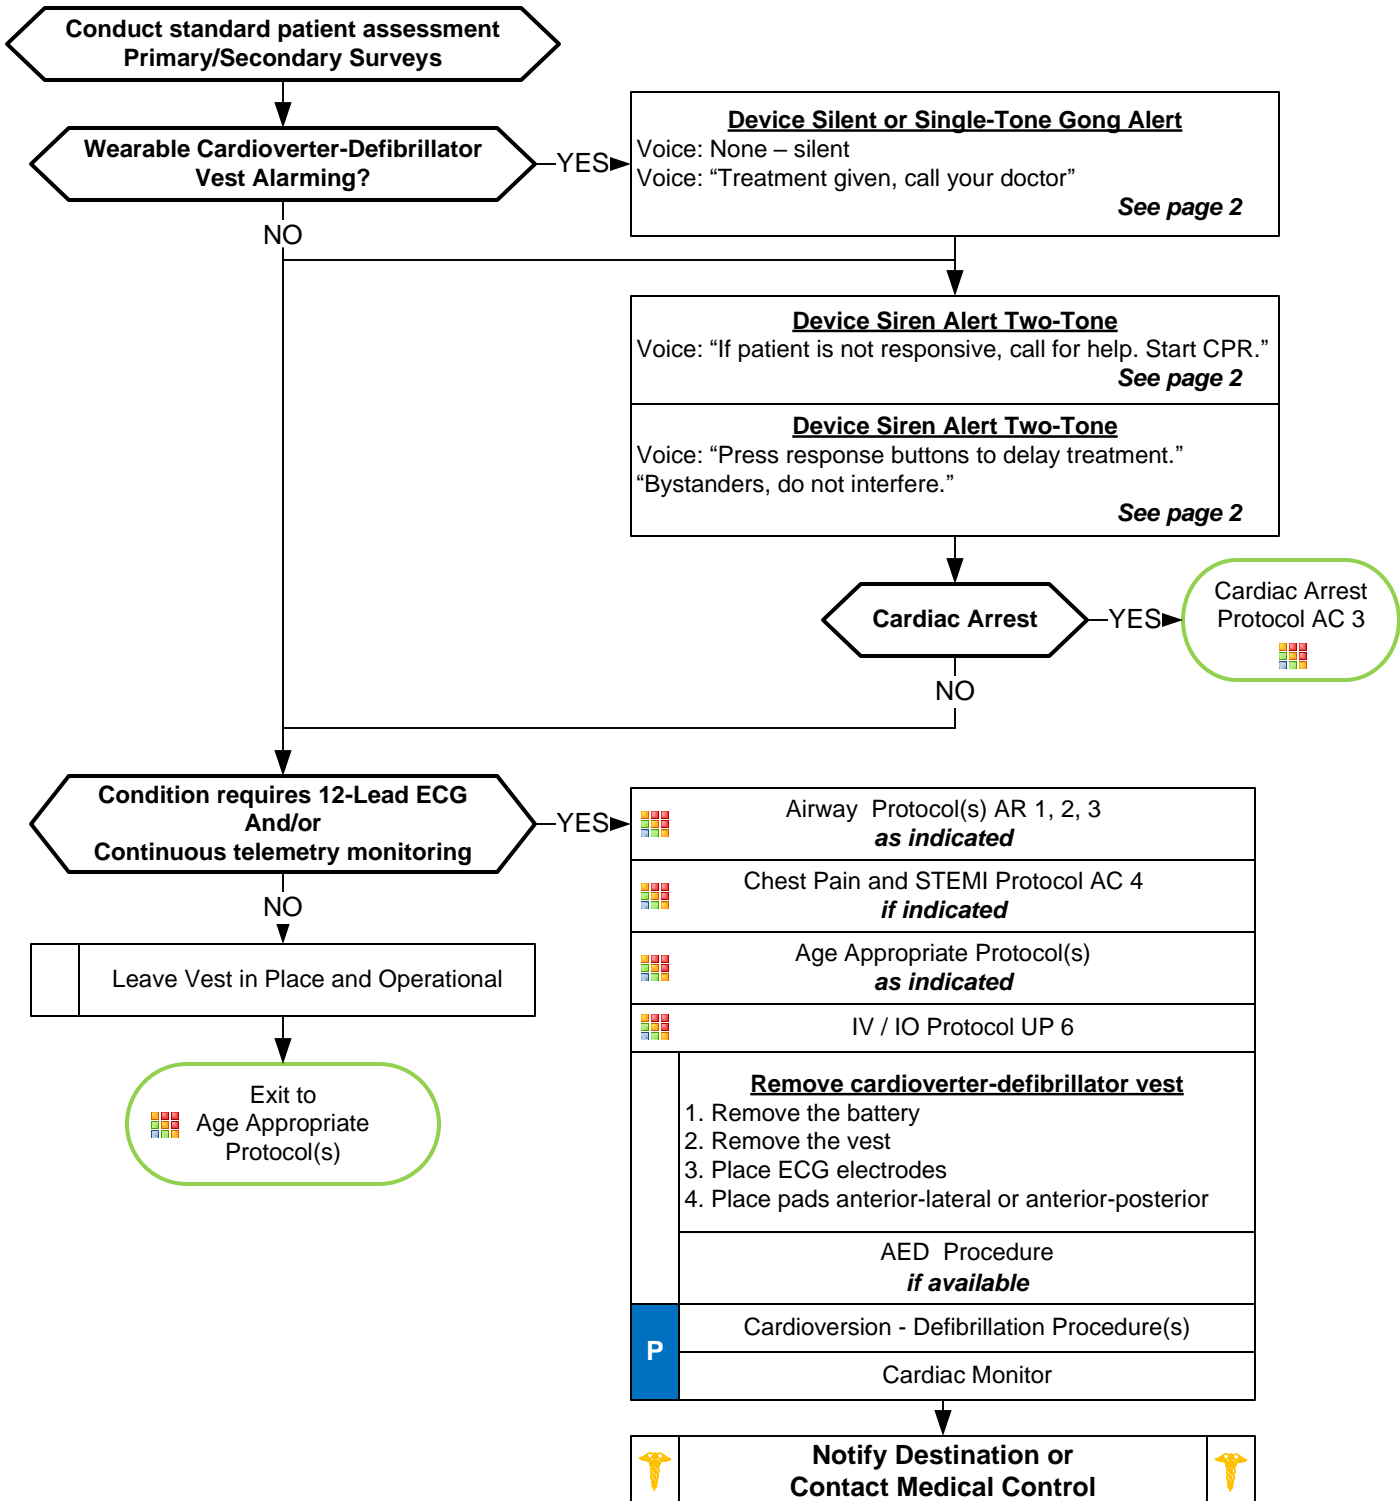 Conduct standard patient assessment
Primary/Secondary Surveys
Wearable Cardioverter-Defibrillator
Vest Alarming?
YES
NO
Device Silent or Single-Tone Gong Alert
Voice: None – silent
Voice: “Treatment given, call your doctor”
See page 2
Device Siren Alert Two-Tone
Voice: “If patient is not responsive, call for help. Start CPR.”
See page 2
Device Siren Alert Two-Tone
Voice: “Press response buttons to delay treatment.”
“Bystanders, do not interfere.”
See page 2
Cardiac Arrest
YES
Cardiac Arrest
Protocol AC 3
NO
Condition requires 12-Lead ECG
And/or
Continuous telemetry monitoring
YES
NO
Leave Vest in Place and Operational
Exit to
Age Appropriate
Protocol(s)
Airway Protocol(s) AR 1, 2, 3
as indicated
Chest Pain and STEMI Protocol AC 4
if indicated
Age Appropriate Protocol(s)
as indicated
IV / IO Protocol UP 6
Remove cardioverter-defibrillator vest
1. Remove the battery
2. Remove the vest
3. Place ECG electrodes
4. Place pads anterior-lateral or anterior-posterior
AED Procedure
if available
P
Cardioversion - Defibrillation Procedure(s)
Cardiac Monitor
Notify Destination or
Contact Medical Control